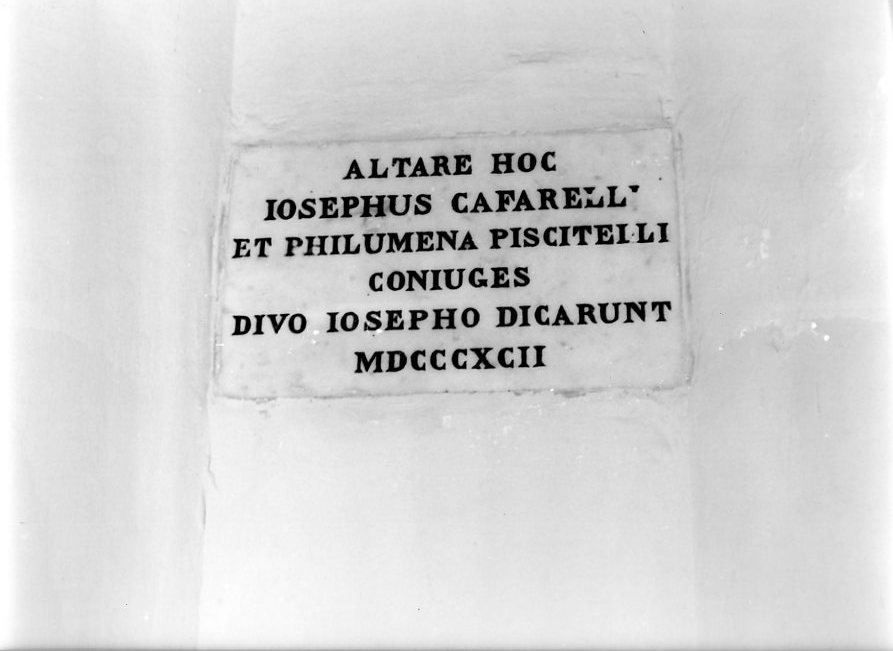 ALTARE HOC
IOSEPHUS CAFARELLI
ET PHILUMENA PISCITELLI
CONIUGES
DIVO IOSEPHO DICARUNT
MDCCCXCII